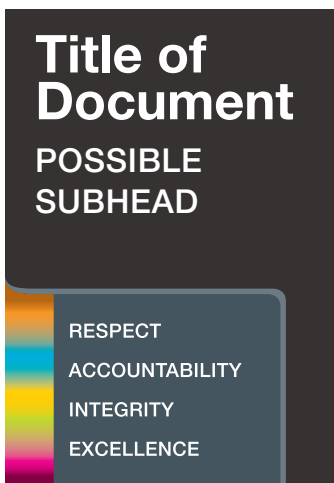 Title of
Document
POSSIBLE
SUBHEAD
RESPECT
ACCOUNTABILITY
INTEGRITY
EXCELLENCE